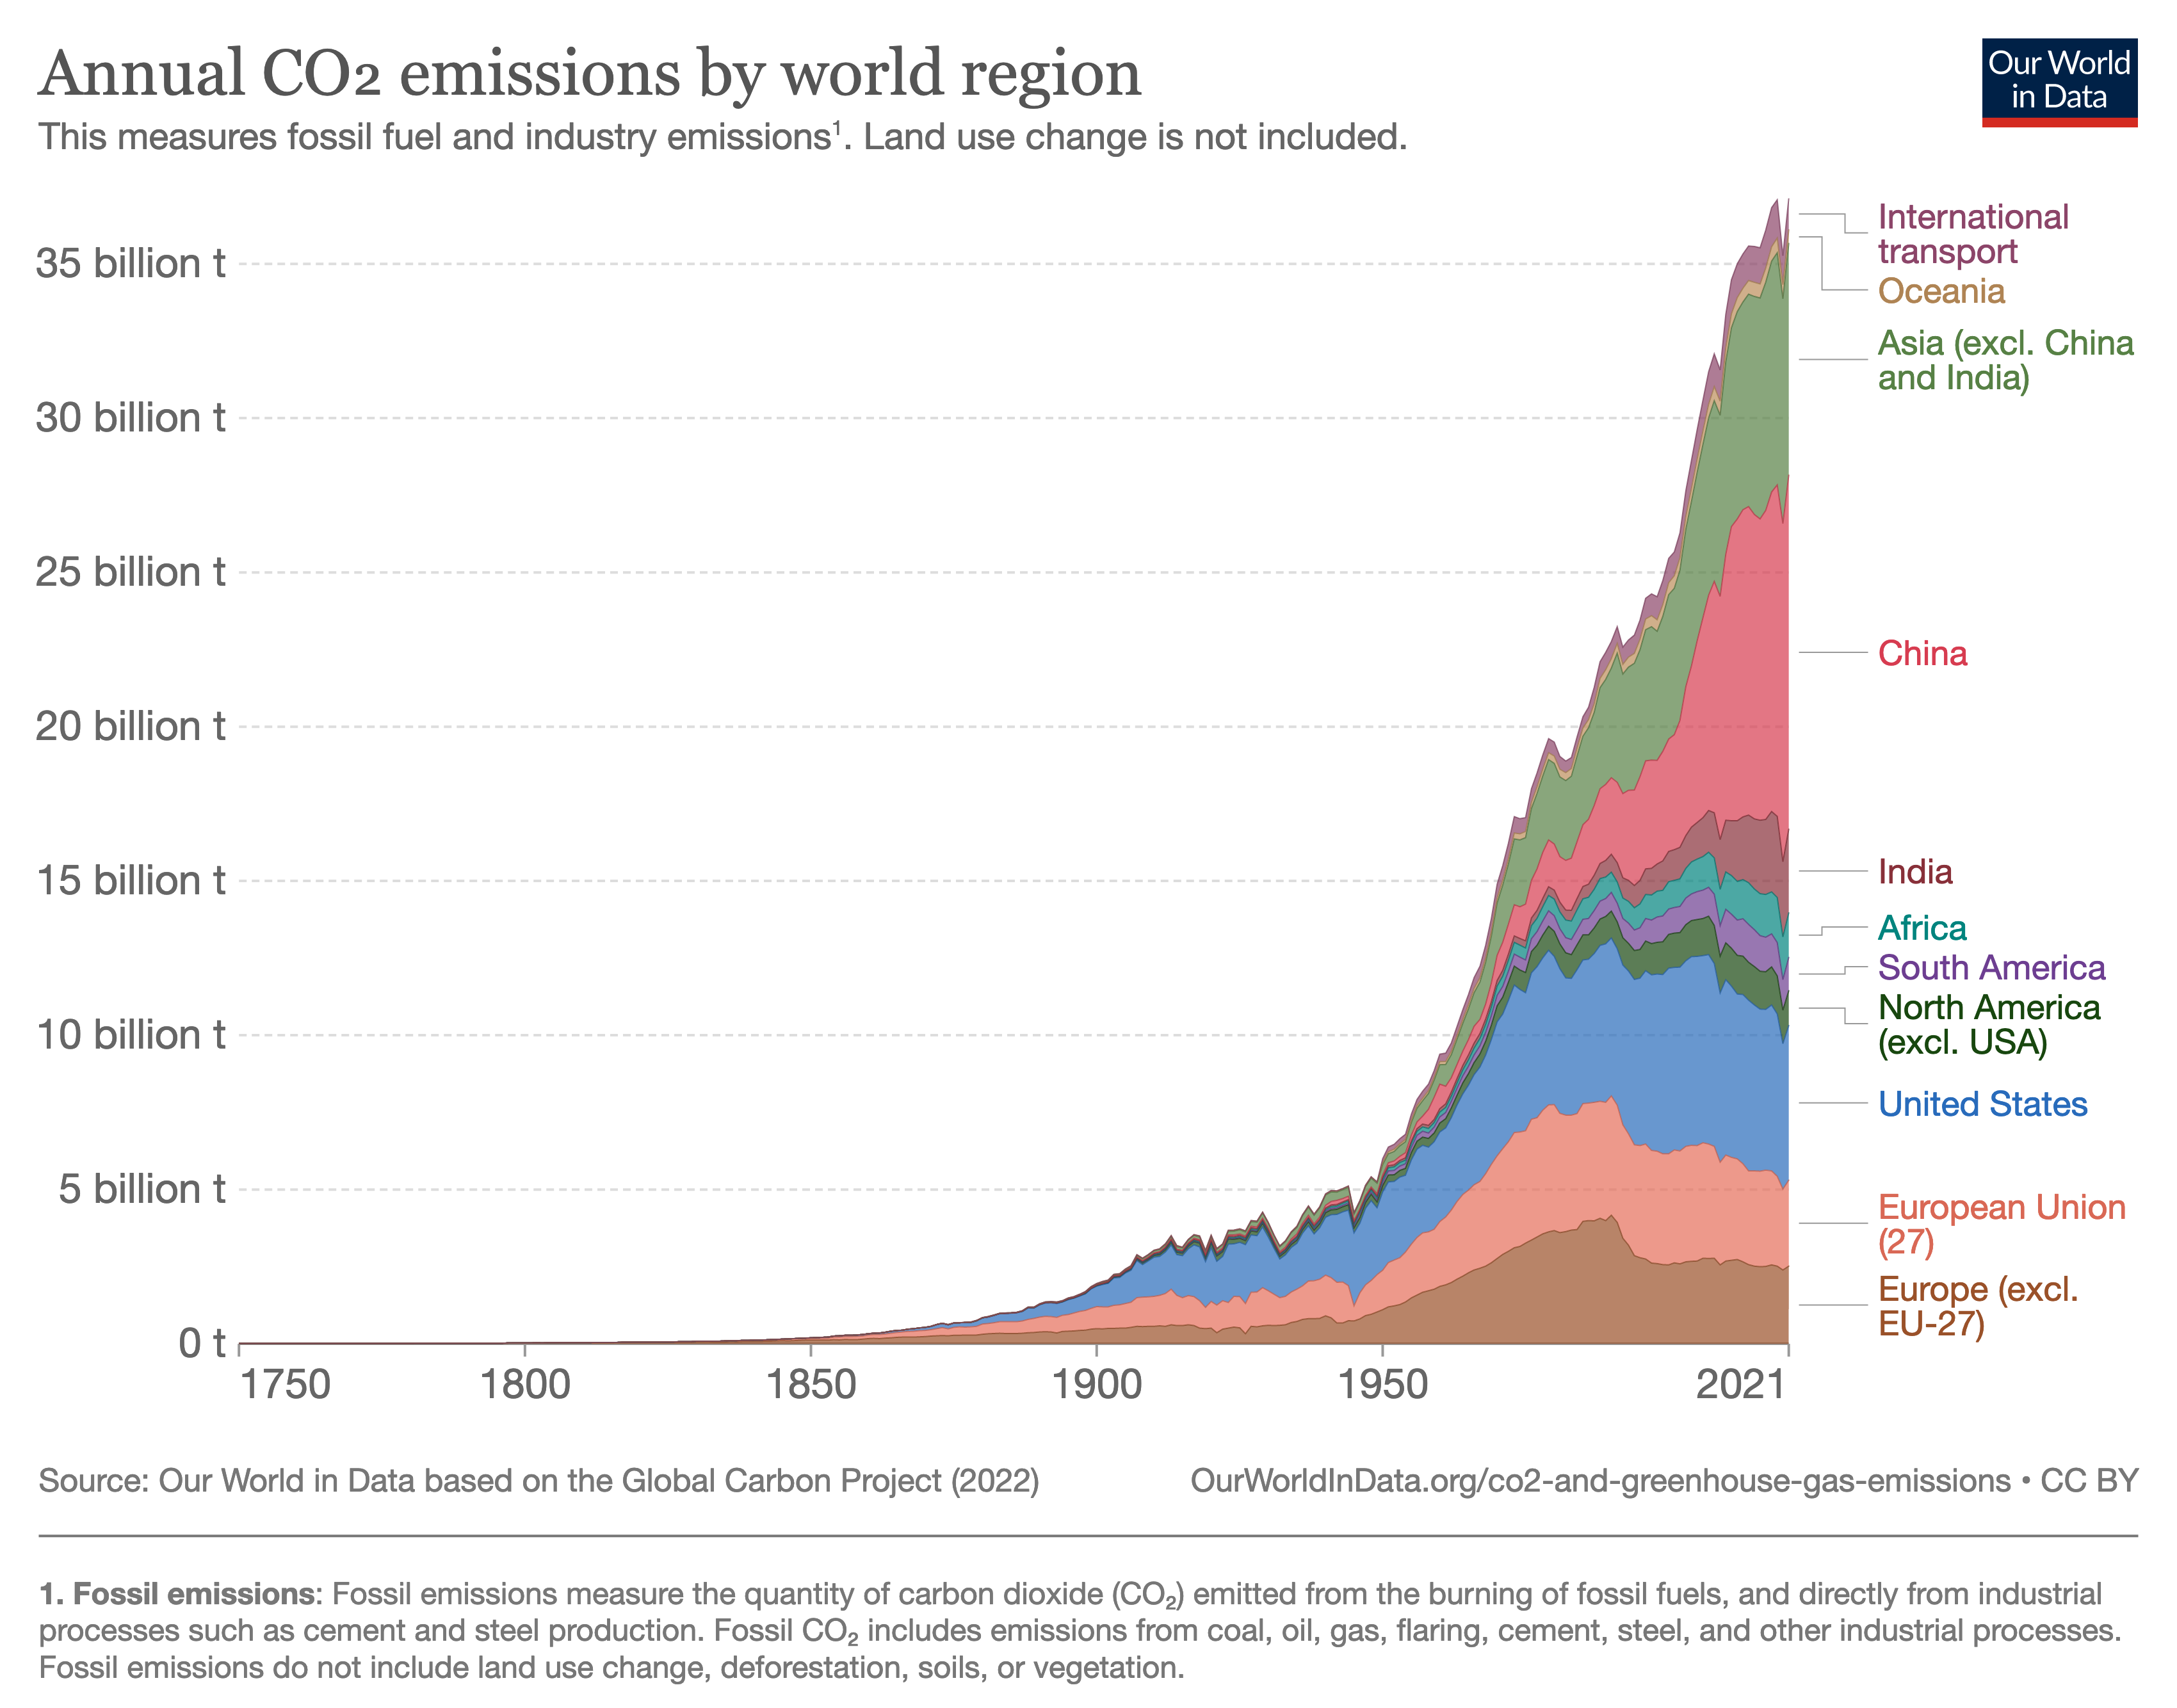 Annual CO2 emissions by world region
This measures fossil fuel and industry emissions¹. Land use change is not included.
Our World
in Data
35 billion t
30 billion t
25 billion t
20 billion t
15 billion t
10 billion t
5 billion t
0 t
1750
1800
1850
1900
1950
2021
International
transport
Oceania
Asia (excl. China
and India)
China
India
Africa
South America
North America
(excl. USA)
United States
European Union
(27)
Europe (excl.
EU-27)
Source: Our World in Data based on the Global Carbon Project (2022)
OurWorldInData.org/co2-and-greenhouse-gas-emissions • CC BY
1. Fossil emissions: Fossil emissions measure the quantity of carbon dioxide (CO₂) emitted from the burning of fossil fuels, and directly from industrial
processes such as cement and steel production. Fossil CO₂ includes emissions from coal, oil, gas, flaring, cement, steel, and other industrial processes.
Fossil emissions do not include land use change, deforestation, soils, or vegetation.